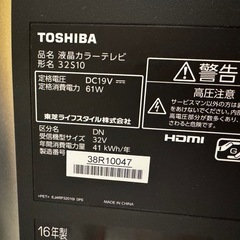 TOSHIBA
品名 液晶カラーテレビ
形名 32S10
定格電圧 DC19V
定格消費電力 61W
東芝ライフスタイル株式会社
区分名 DN
受信機型サイズ 32V
年間消費電力量 41 kWh/年
製造番号 38R10047
16年製
警告
高圧注意
HDMI